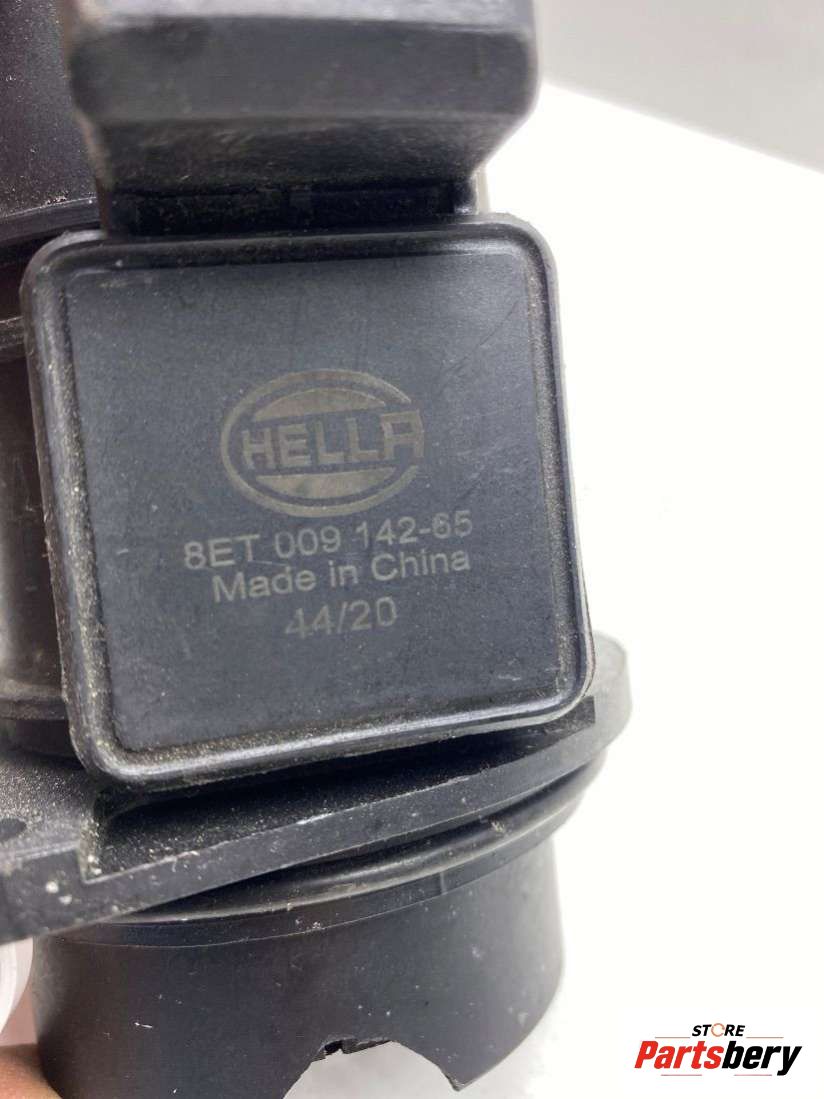 HELLA
8ET 009 142-65
Made in China
44/20
STORE
Partsbery